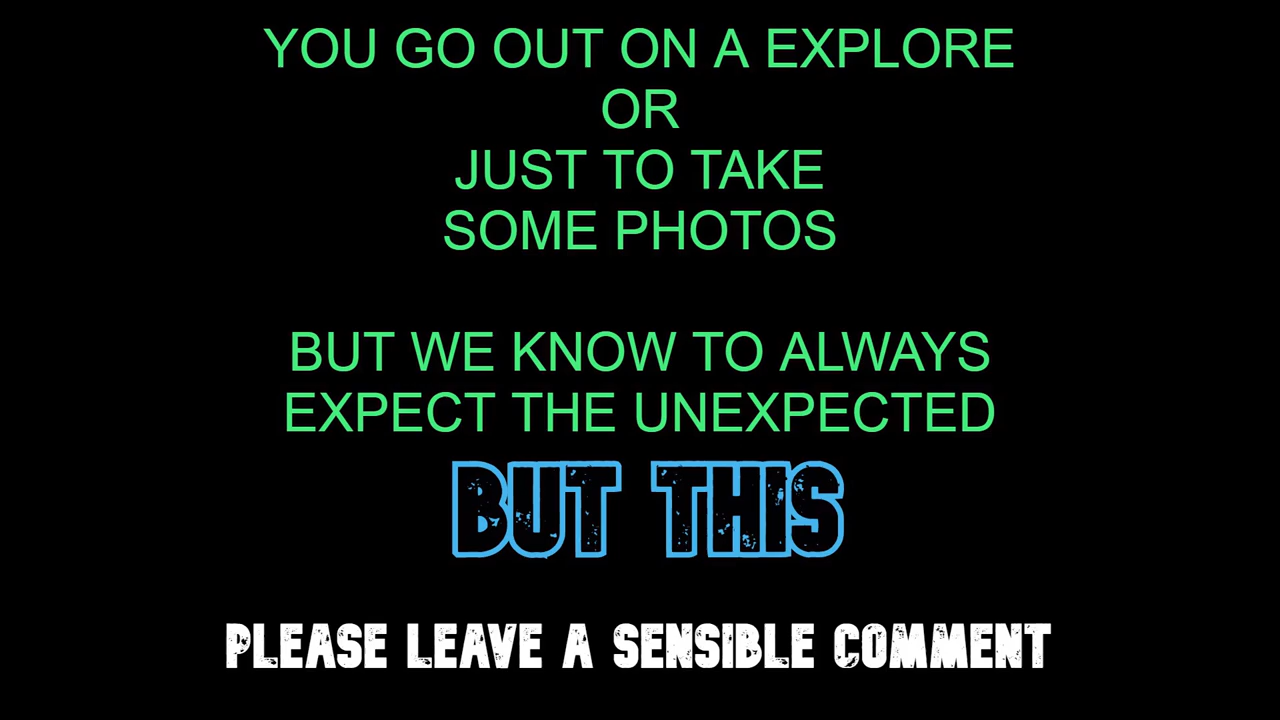 YOU GO OUT ON A EXPLORE
OR
JUST TO TAKE
SOME PHOTOS
BUT WE KNOW TO ALWAYS
EXPECT THE UNEXPECTED
BUT THIS
PLEASE LEAVE A SENSIBLE COMMENT